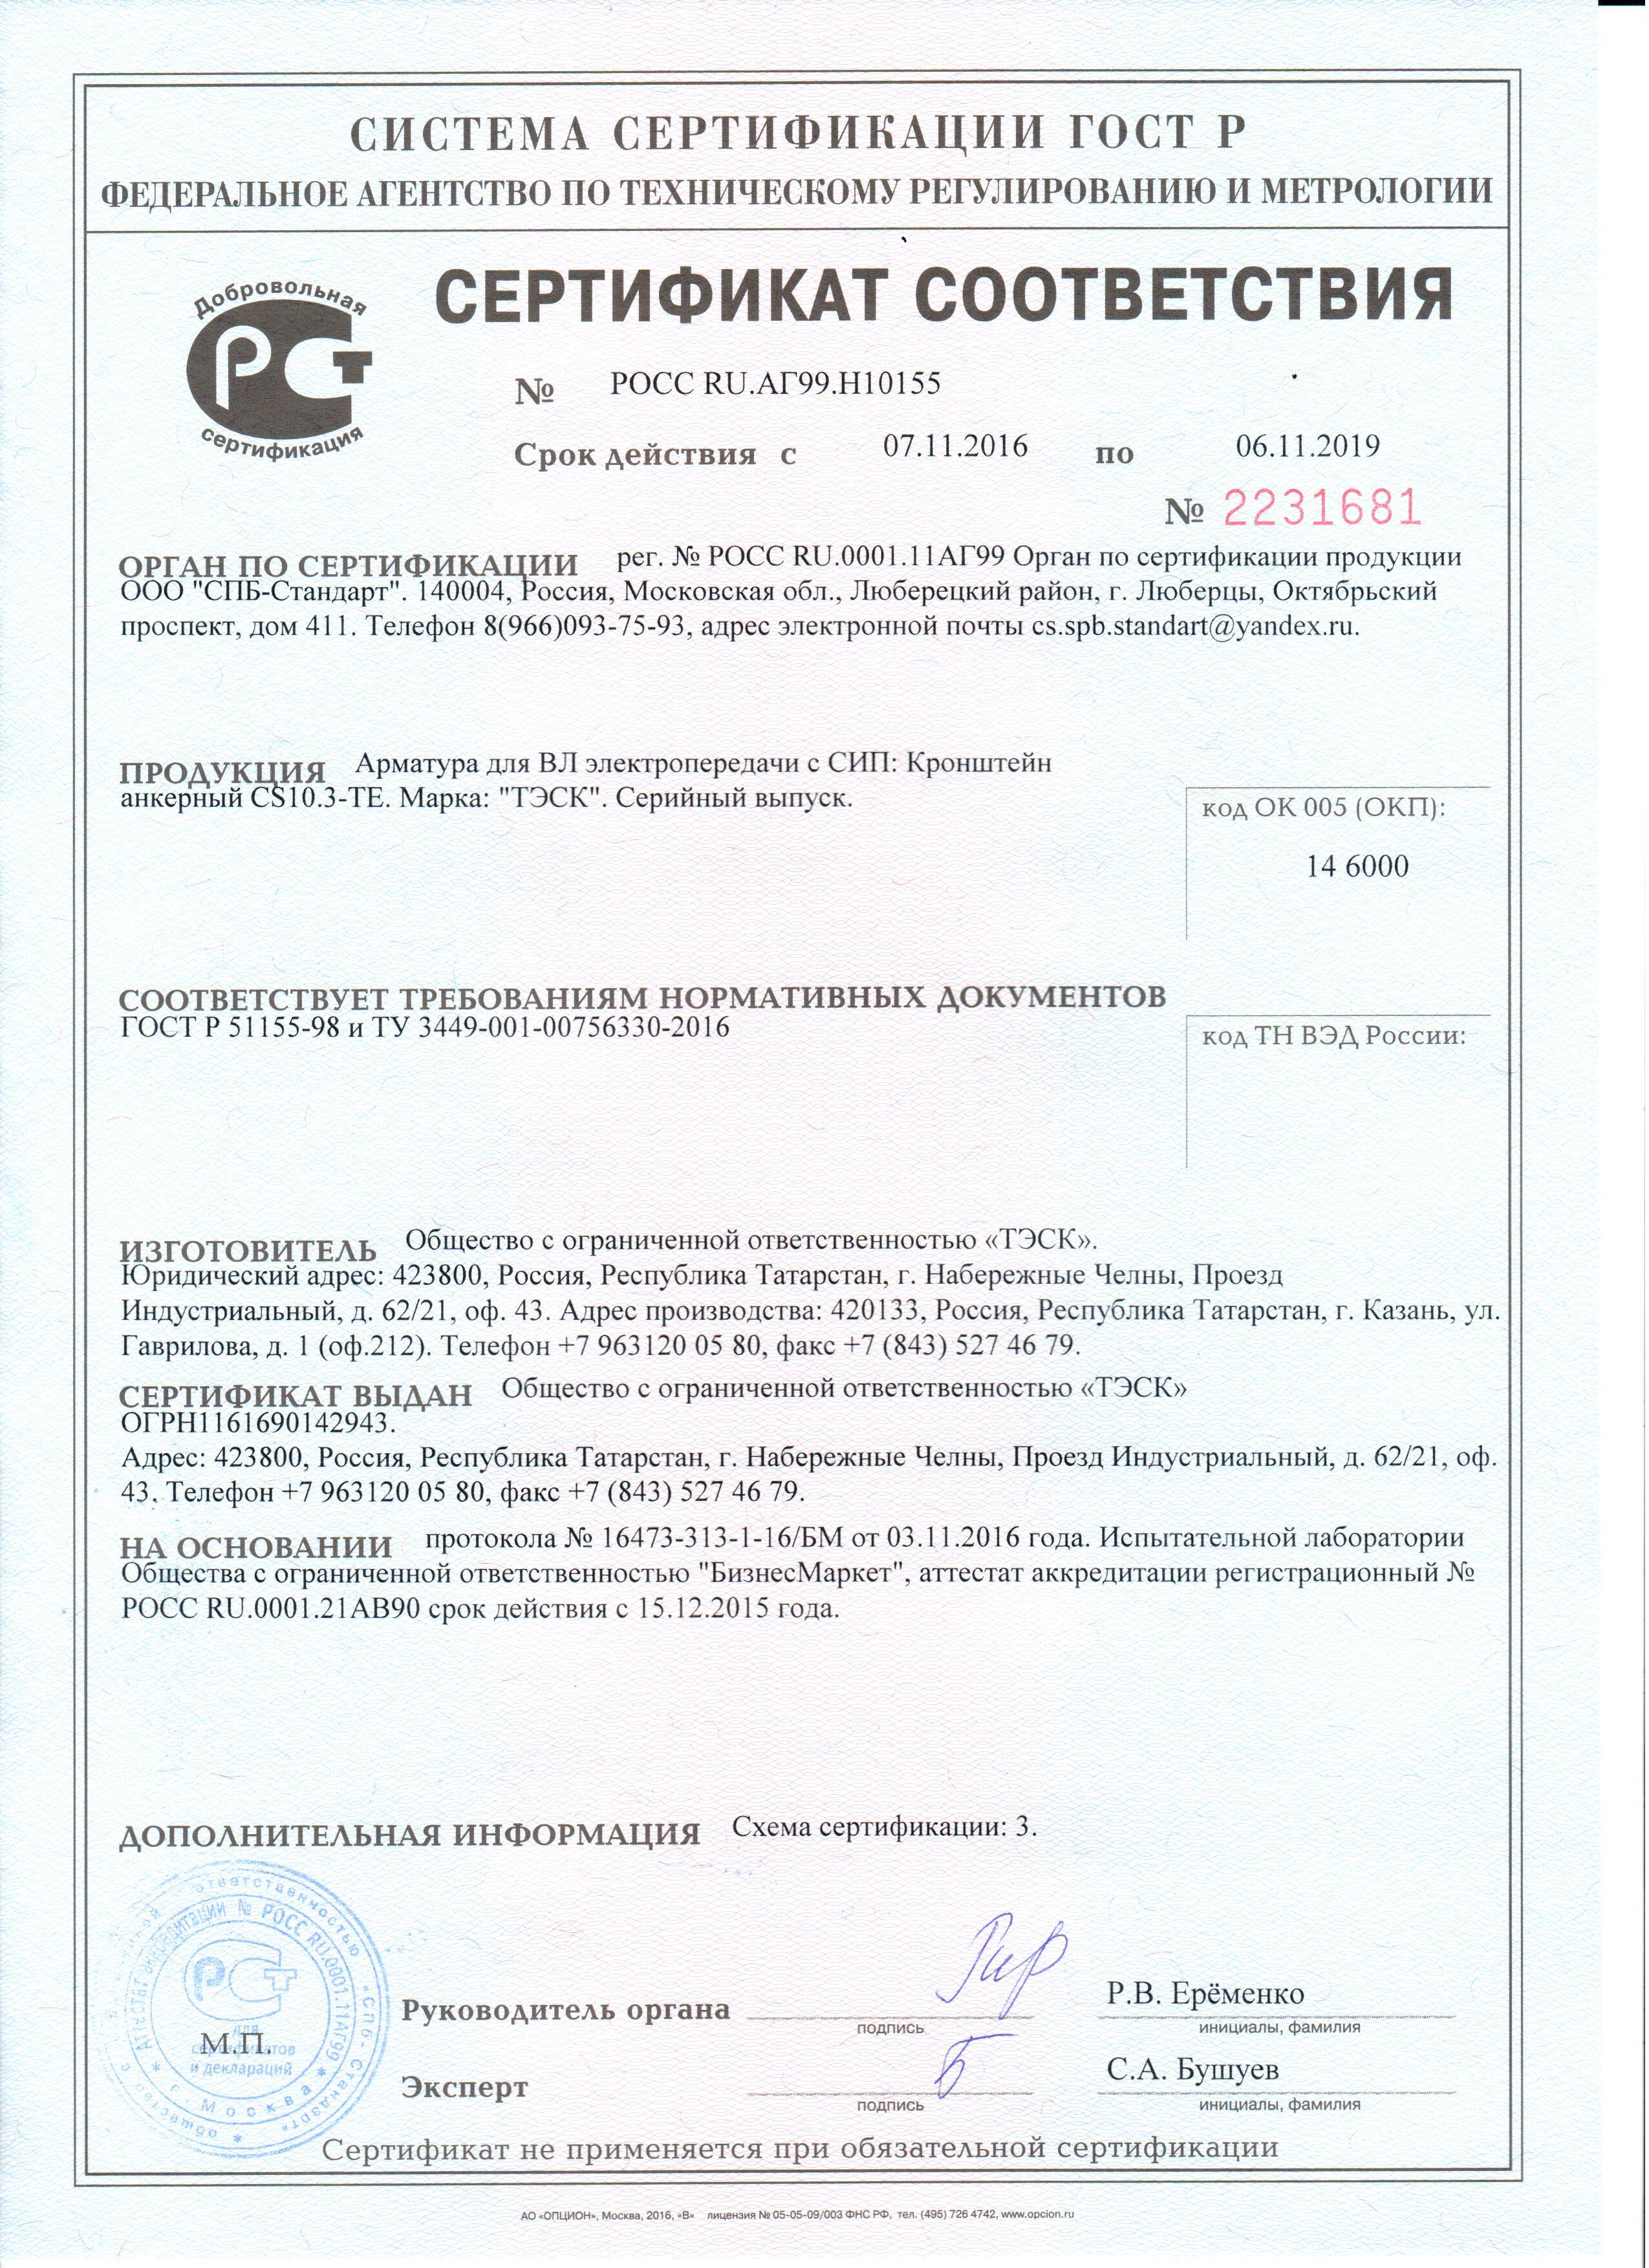 СИСТЕМА СЕРТИФИКАЦИИ ГОСТ Р
ФЕДЕРАЛЬНОЕ АГЕНТСТВО ПО ТЕХНИЧЕСКОМУ РЕГУЛИРОВАНИЮ И МЕТРОЛОГИИ
Добровольная
РСТ
сертификация
СЕРТИФИКАТ СООТВЕТСТВИЯ
№ РОСС RU.АГ99.Н10155
Срок действия с 07.11.2016 по 06.11.2019
№ 2231681
ОРГАН ПО СЕРТИФИКАЦИИ рег. № РОСС RU.0001.11АГ99 Орган по сертификации продукции
ООО "СПБ-Стандарт". 140004, Россия, Московская обл., Люберецкий район, г. Люберцы, Октябрьский
проспект, дом 411. Телефон 8(966)093-75-93, адрес электронной почты cs.spb.standart@yandex.ru.
ПРОДУКЦИЯ Арматура для ВЛ электропередачи с СИП: Кронштейн
анкерный CS10.3-ТЕ. Марка: "ТЭСК". Серийный выпуск.
код ОК 005 (ОКП):
14 6000
СООТВЕТСТВУЕТ ТРЕБОВАНИЯМ НОРМАТИВНЫХ ДОКУМЕНТОВ
ГОСТ Р 51155-98 и ТУ 3449-001-00756330-2016
код ТН ВЭД России:
ИЗГОТОВИТЕЛЬ Общество с ограниченной ответственностью «ТЭСК».
Юридический адрес: 423800, Россия, Республика Татарстан, г. Набережные Челны, Проезд
Индустриальный, д. 62/21, оф. 43. Адрес производства: 420133, Россия, Республика Татарстан, г. Казань, ул.
Гаврилова, д. 1 (оф.212). Телефон +7 963120 05 80, факс +7 (843) 527 46 79.
СЕРТИФИКАТ ВЫДАН Общество с ограниченной ответственностью «ТЭСК»
ОГРН1161690142943.
Адрес: 423800, Россия, Республика Татарстан, г. Набережные Челны, Проезд Индустриальный, д. 62/21, оф.
43. Телефон +7 963120 05 80, факс +7 (843) 527 46 79.
НА ОСНОВАНИИ протокола № 16473-313-1-16/БМ от 03.11.2016 года. Испытательной лаборатории
Общества с ограниченной ответственностью "БизнесМаркет", аттестат аккредитации регистрационный №
РОСС RU.0001.21АВ90 срок действия с 15.12.2015 года.
ДОПОЛНИТЕЛЬНАЯ ИНФОРМАЦИЯ Схема сертификации: 3.
Аттестат аккредитации № РОСС RU.0001.11АГ99
общество с ответственностью «СПб-Стандарт»
РСТ
для
сертификатов
и деклараций
г. Москва
М.П.
Руководитель органа
подпись
Р.В. Ерёменко
инициалы, фамилия
Эксперт
подпись
С.А. Бушуев
инициалы, фамилия
Сертификат не применяется при обязательной сертификации
АО «ОПЦИОН», Москва, 2016, «В» лицензия № 05-05-09/003 ФНС РФ, тел. (495) 726 4742, www.opcion.ru